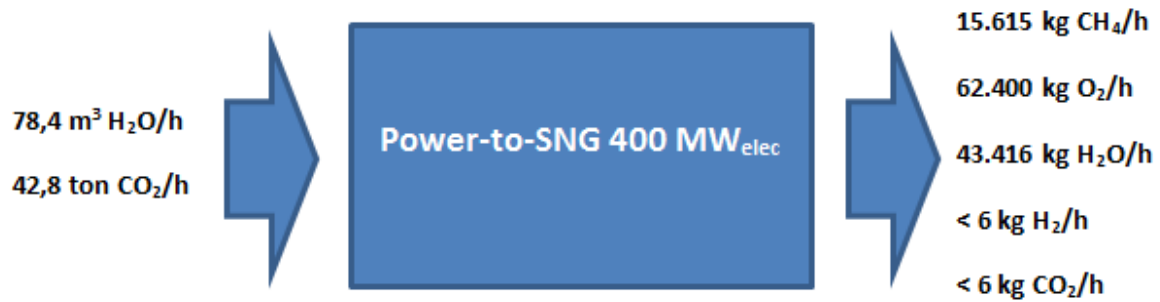 78,4 m³ H₂O/h
42,8 ton CO₂/h
Power-to-SNG 400 MWelec
15.615 kg CH₄/h
62.400 kg O₂/h
43.416 kg H₂O/h
< 6 kg H₂/h
< 6 kg CO₂/h